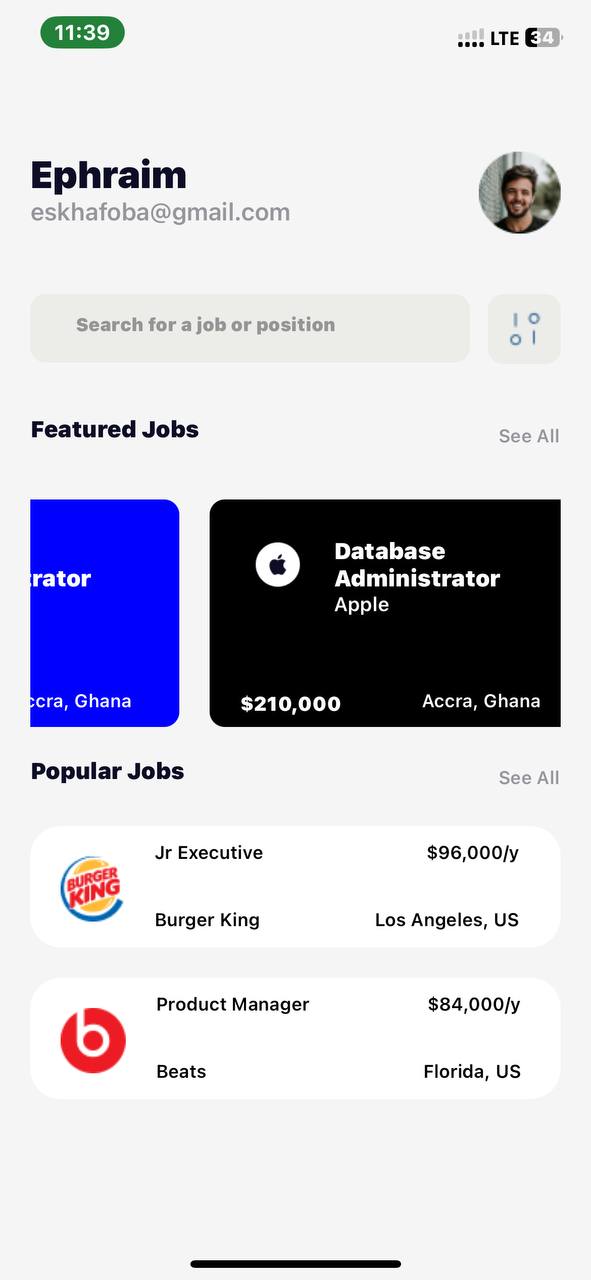 11:39
LTE 34
Ephraim
eskhafoba@gmail.com
Search for a job or position
Featured Jobs
See All
trator
Database
Administrator
Apple
ccra, Ghana
$210,000
Accra, Ghana
Popular Jobs
See All
BURGER
KING
Jr Executive
$96,000/y
Burger King
Los Angeles, US
Product Manager
$84,000/y
Beats
Florida, US